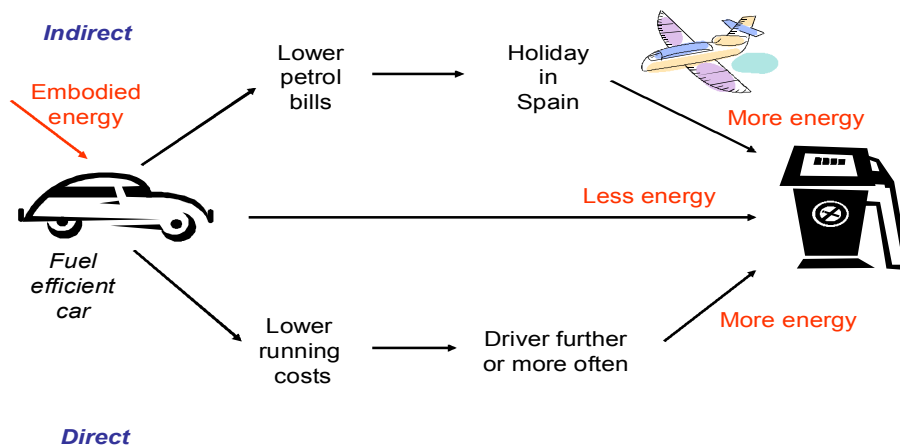 Indirect
Embodied
energy
Lower
petrol
bills
Holiday
in
Spain
More energy
Less energy
Fuel
efficient
car
Lower
running
costs
Driver further
or more often
More energy
Direct